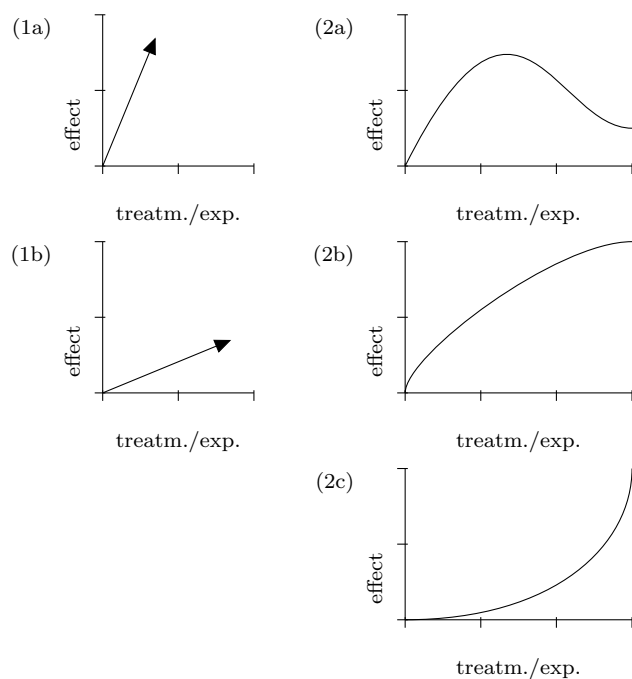 (1a)
effect
treatm./exp.
(2a)
effect
treatm./exp.
(1b)
effect
treatm./exp.
(2b)
effect
treatm./exp.
(2c)
effect
treatm./exp.